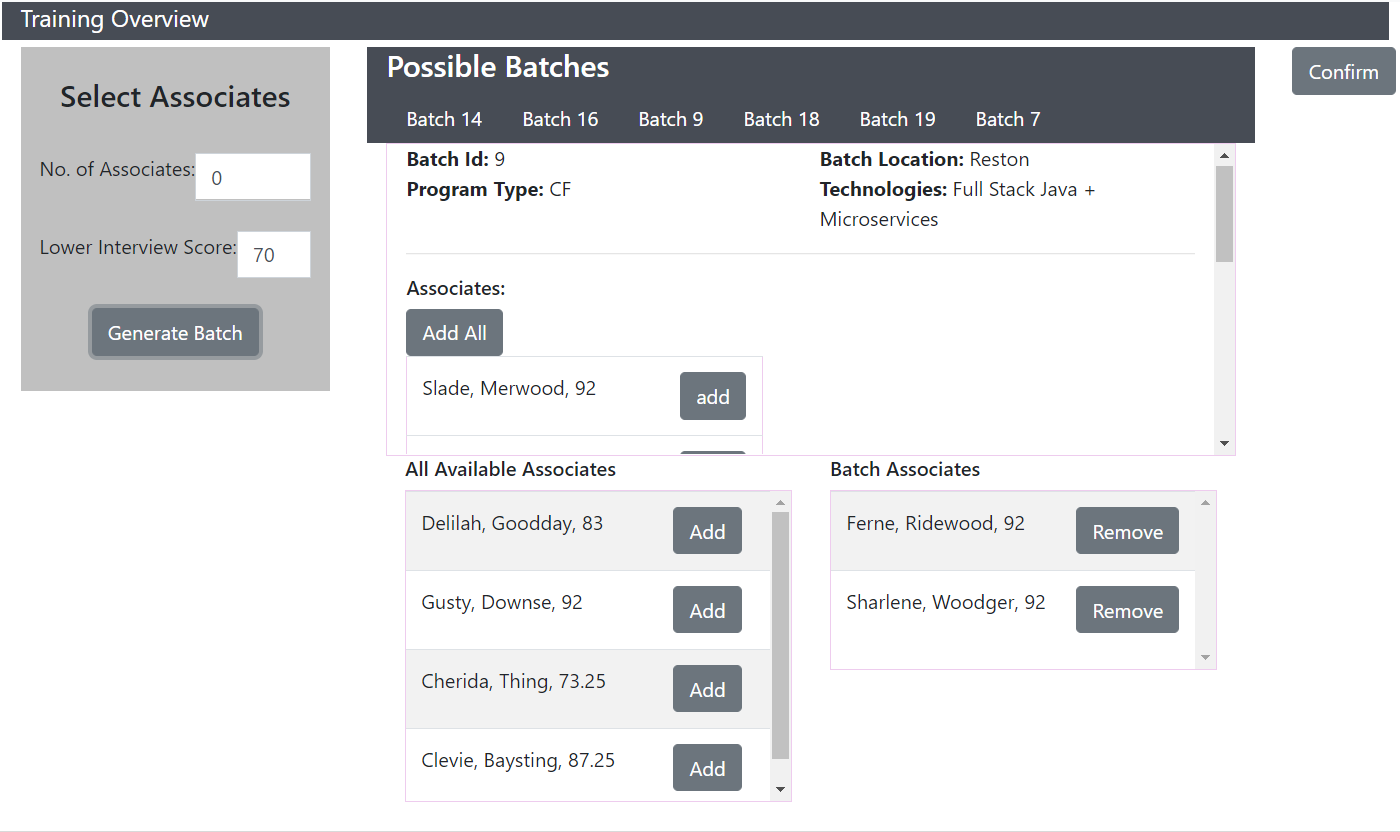 Training Overview
Select Associates
No. of Associates: 0
Lower Interview Score: 70
Generate Batch
Possible Batches
Batch 14 Batch 16 Batch 9 Batch 18 Batch 19 Batch 7
Confirm
Batch Id: 9
Program Type: CF
Batch Location: Reston
Technologies: Full Stack Java +
Microservices
Associates:
Add All
Slade, Merwood, 92 add
All Available Associates
Delilah, Goodday, 83 Add
Gusty, Downse, 92 Add
Cherida, Thing, 73.25 Add
Clevie, Baysting, 87.25 Add
Batch Associates
Ferne, Ridewood, 92 Remove
Sharlene, Woodger, 92 Remove